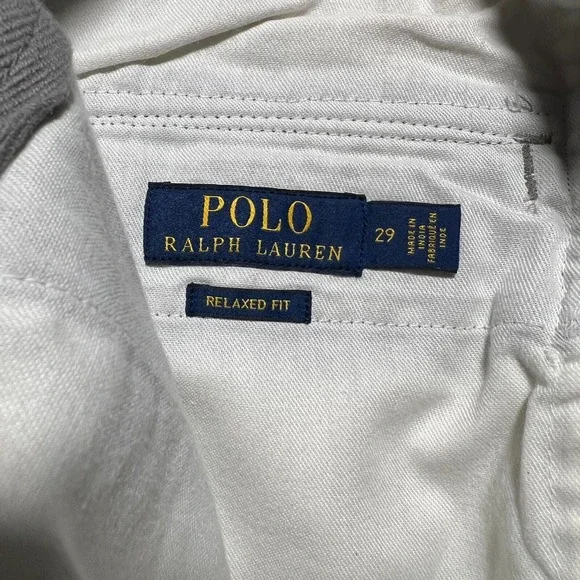 POLO
RALPH LAUREN
29
MADE IN
INDIA
FABRIQUÉ EN
INDE
RELAXED FIT